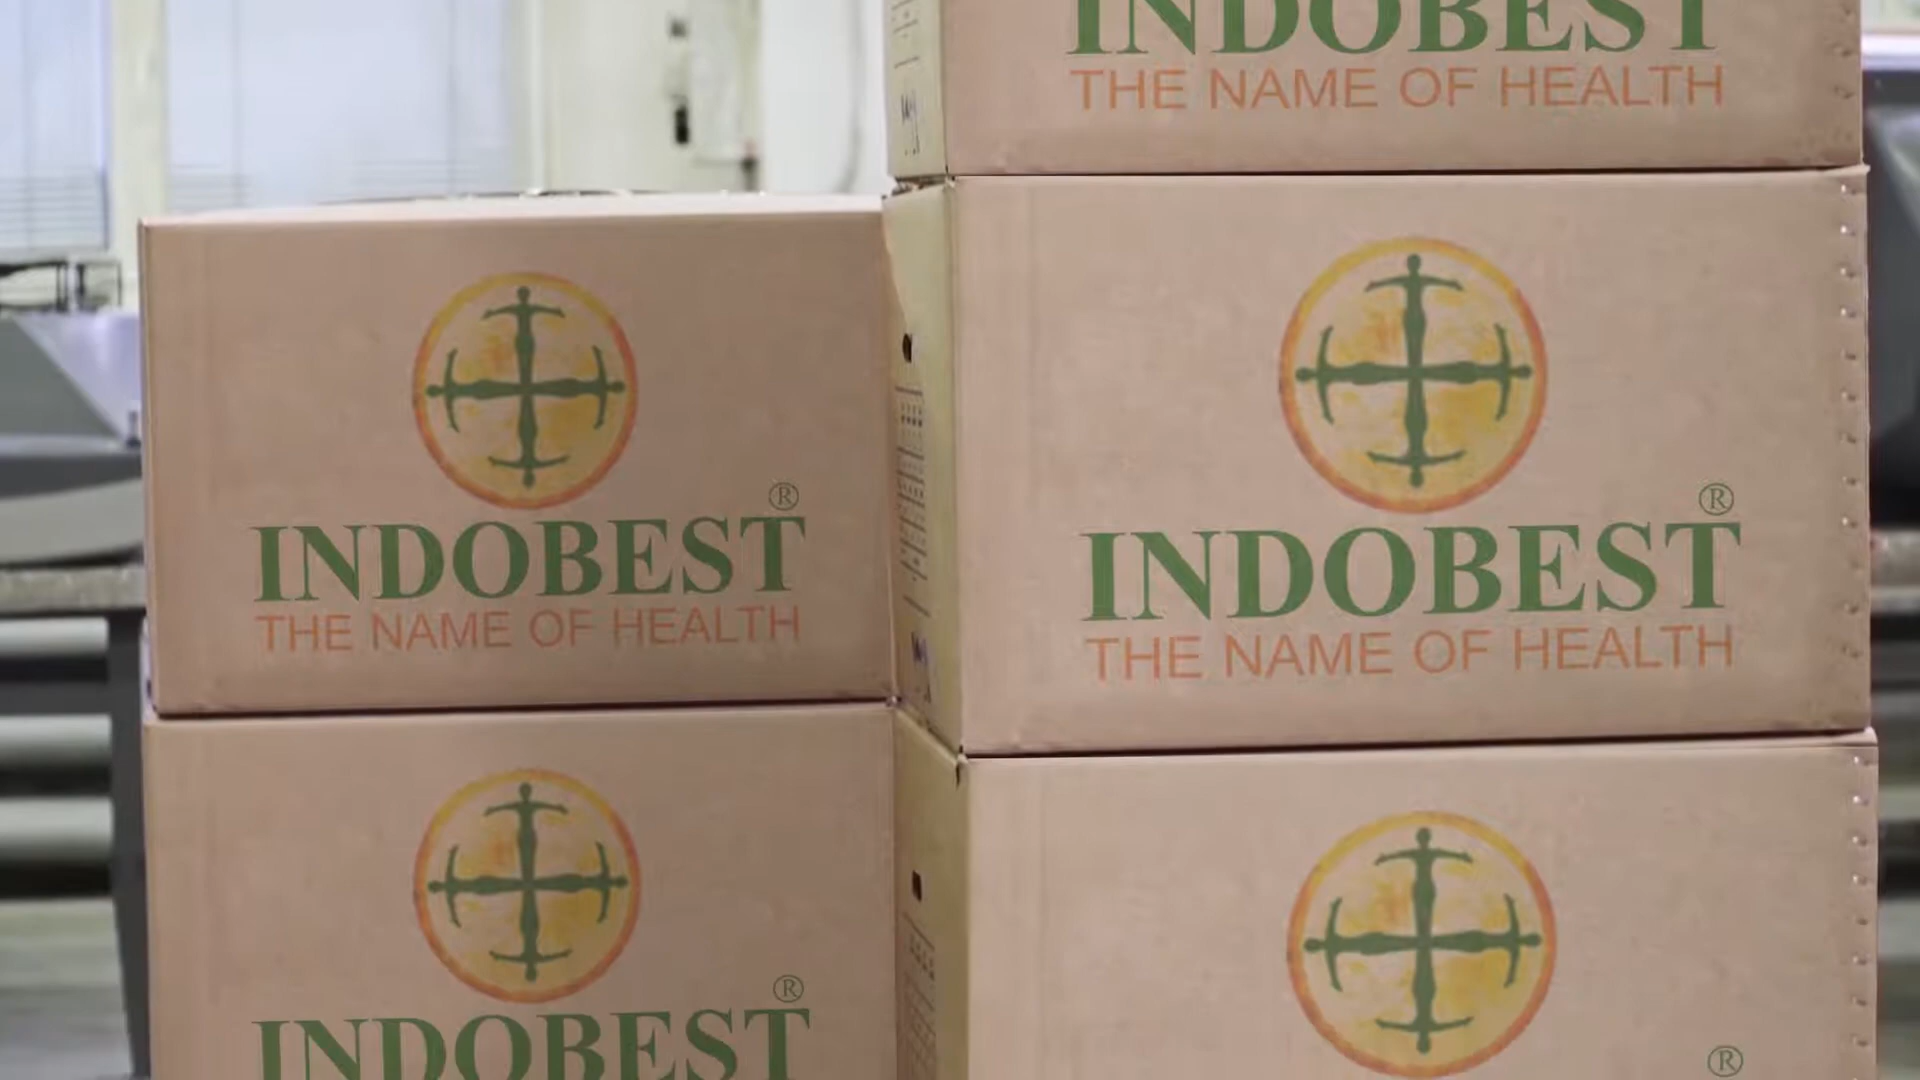 INDOBEST
THE NAME OF HEALTH
®
INDOBEST
THE NAME OF HEALTH
®
INDOBEST
THE NAME OF HEALTH
®
INDOBEST
®